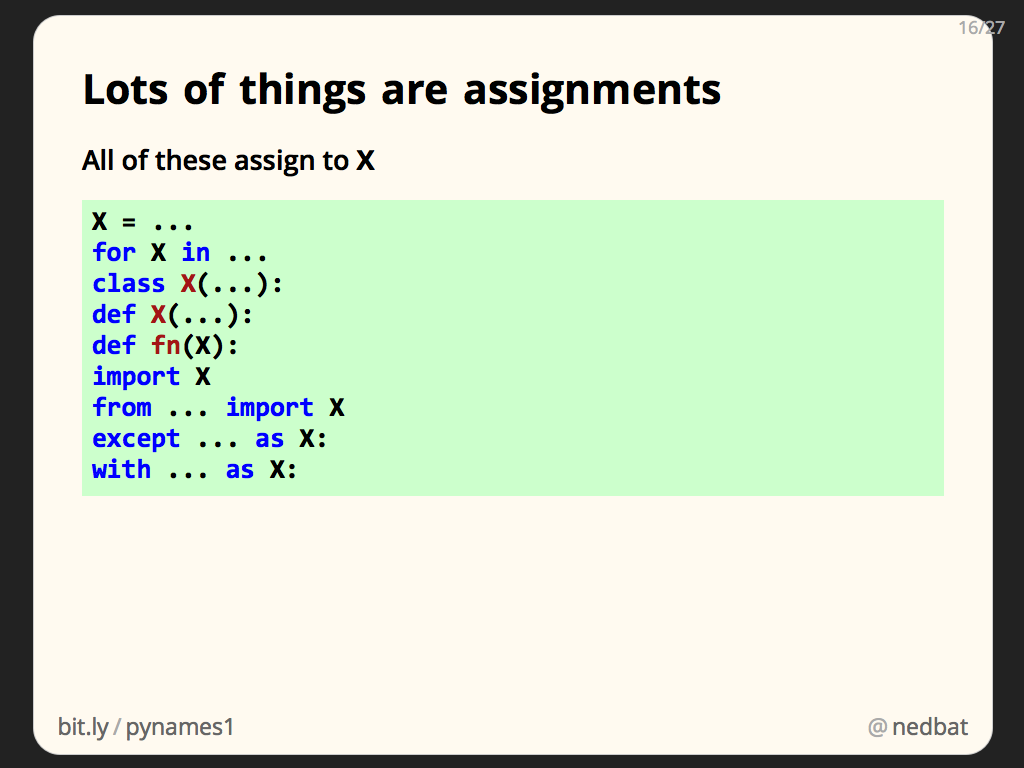 16/27
Lots of things are assignments
All of these assign to X
X = ...
for X in ...
class X(...):
def X(...):
def fn(X):
import X
from ... import X
except ... as X:
with ... as X:
bit.ly/pynames1
@nedbat